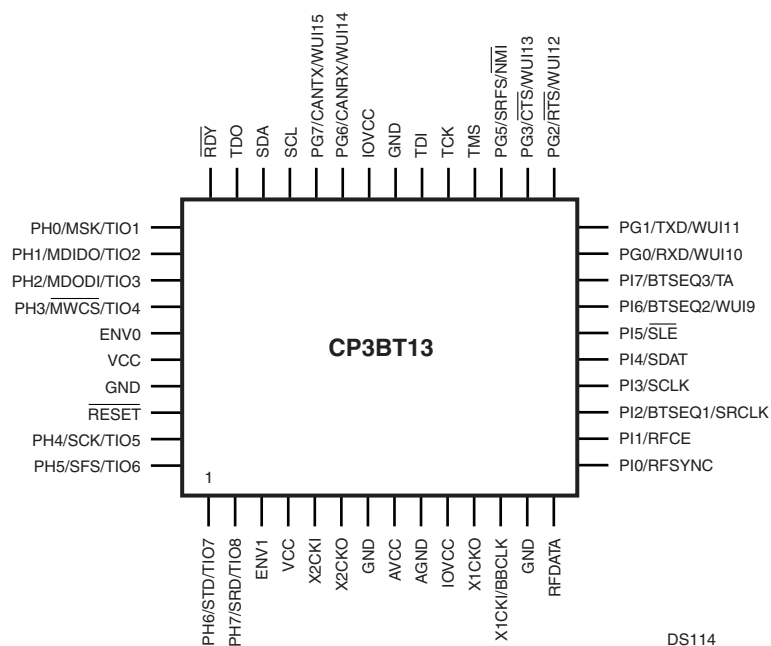 RDY
TDO
SDA
SCL
PG7/CANTX/WUI15
PG6/CANRX/WUI14
IOVCC
GND
TDI
TCK
TMS
PG5/SRFS/NMI
PG3/CTS/WUI13
PG2/RTS/WUI12
PH0/MSK/TIO1
PH1/MDIDO/TIO2
PH2/MDODI/TIO3
PH3/MWCS/TIO4
ENV0
VCC
GND
RESET
PH4/SCK/TIO5
PH5/SFS/TIO6
CP3BT13
1
PG1/TXD/WUI11
PG0/RXD/WUI10
PI7/BTSEQ3/TA
PI6/BTSEQ2/WUI9
PI5/SLE
PI4/SDAT
PI3/SCLK
PI2/BTSEQ1/SRCLK
PI1/RFCE
PI0/RFSYNC
PH6/STD/TIO7
PH7/SRD/TIO8
ENV1
VCC
X2CKI
X2CKO
GND
AVCC
AGND
IOVCC
X1CKO
X1CKI/BBCLK
GND
RFDATA
DS114